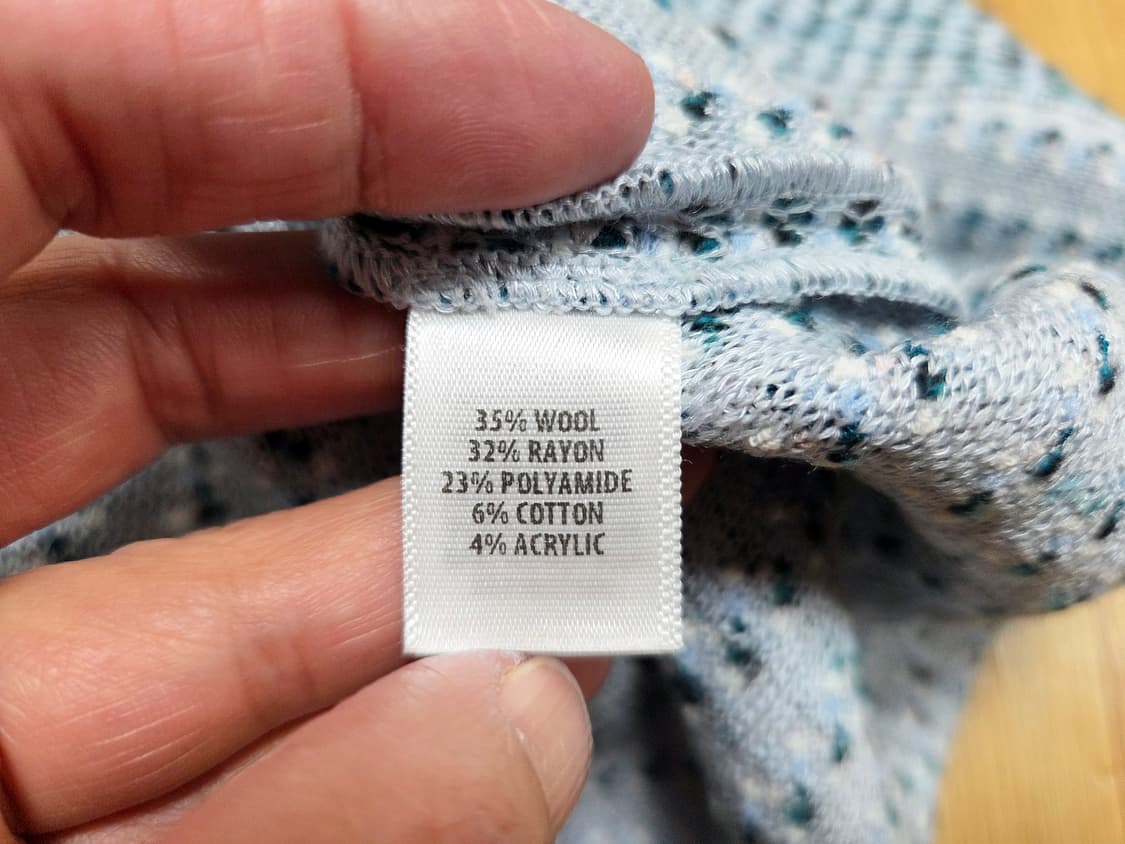 35% WOOL
32% RAYON
23% POLYAMIDE
6% COTTON
4% ACRYLIC